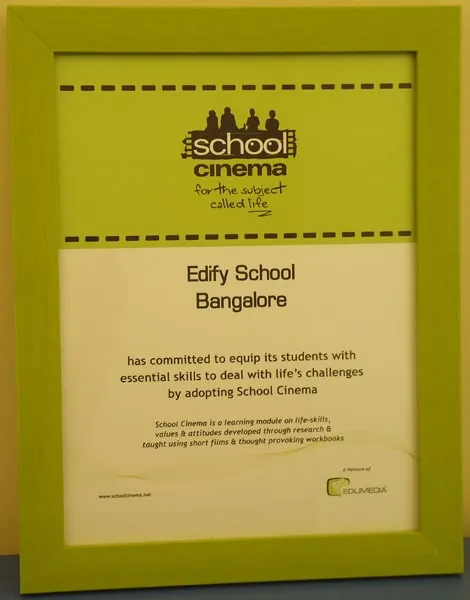 school
cinema
for the subject
called life
Edify School
Bangalore
has committed to equip its students with
essential skills to deal with life's challenges
by adopting School Cinema
School Cinema is a learning module on life-skills,
values & attitudes developed through research &
taught using short films & thought provoking workbooks
A Venture of
www.schoolcinema.net
EDUMEDIA